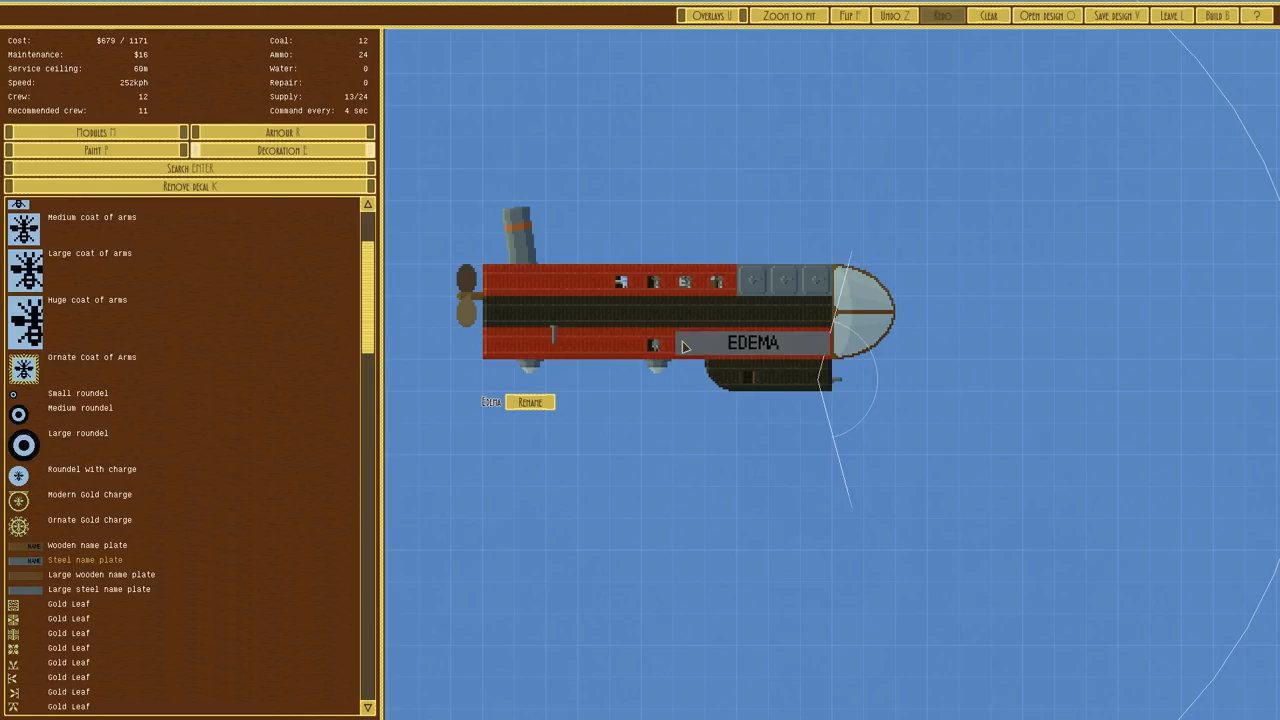 Overlays U
Zoom to fit
Flip F
Undo Z
Redo
Clear
Open design O
Save design V
Leave L
Build B
?
Cost: $679 / 1171
Maintenance: $16
Service ceiling: 60m
Speed: 252kph
Crew: 12
Recommended crew: 11
Coal: 12
Ammo: 24
Water: 0
Repair: 0
Supply: 13/24
Command every: 4 sec
Modules M
Armour R
Paint P
Decoration E
Search ENTER
Remove decal K
Medium coat of arms
Large coat of arms
Huge coat of arms
Ornate Coat of Arms
Small roundel
Medium roundel
Large roundel
Roundel with charge
Modern Gold Charge
Ornate Gold Charge
NAME Wooden name plate
NAME Steel name plate
Large wooden name plate
Large steel name plate
Gold Leaf
Gold Leaf
Gold Leaf
Gold Leaf
Gold Leaf
Gold Leaf
Gold Leaf
Gold Leaf
EDEMA
Edema Rename